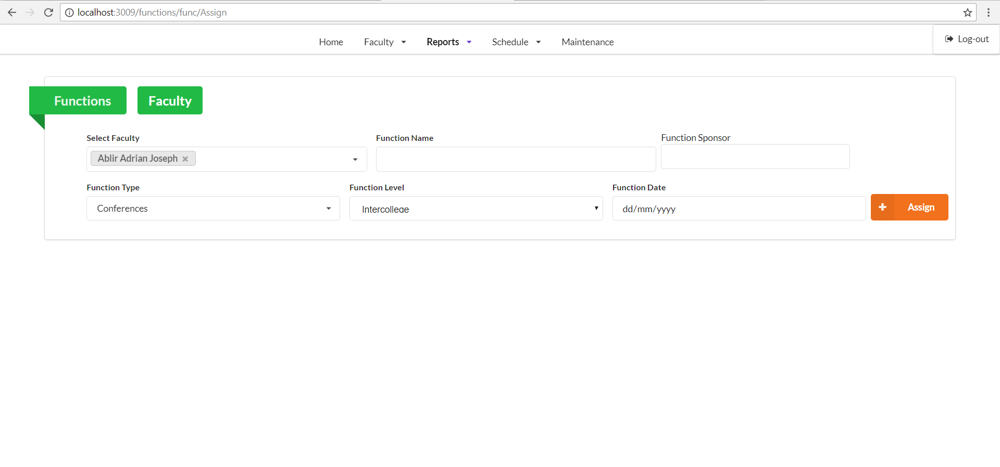 localhost:3009/functions/func/Assign
Home Faculty Reports Schedule Maintenance Log-out
Functions Faculty
Select Faculty Function Name Function Sponsor
Ablir Adrian Joseph
Function Type Function Level Function Date
Conferences Intercollege dd/mm/yyyy Assign